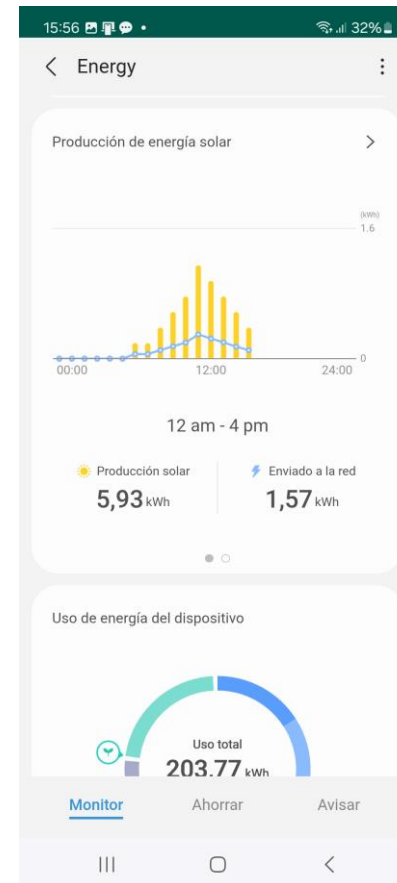 15:56
32%
Energy
Producción de energía solar
(kWh)
1.6
0
00:00 12:00 24:00
12 am - 4 pm
Producción solar
5,93 kWh
Enviado a la red
1,57 kWh
Uso de energía del dispositivo
Uso total
203,77 kWh
Monitor Ahorrar Avisar